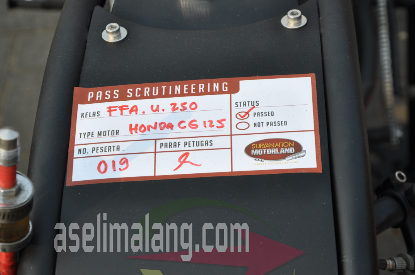 PASS SCRUTINEERING
KELAS FFA. U. 250
TYPE MOTOR HONDA CG 125
NO. PESERTA
019
PARAF PETUGAS
STATUS
PASSED
NOT PASSED
SURYANATION
MOTORLAND
aselimalang.com